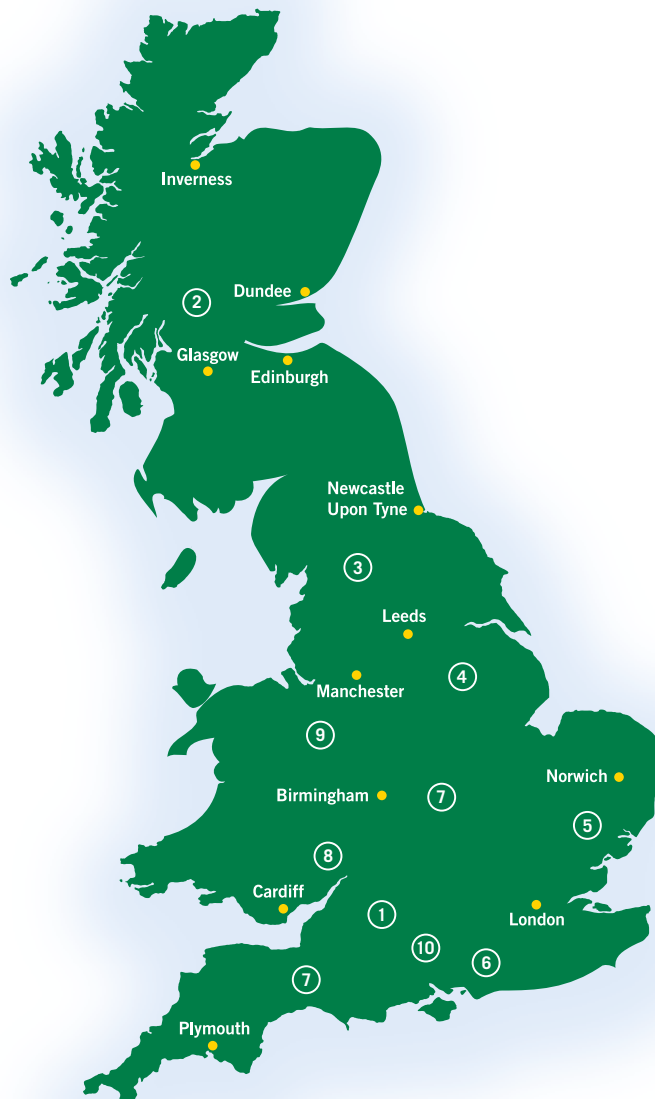 Inverness
Dundee
2
Glasgow
Edinburgh
Newcastle
Upon Tyne
3
Leeds
4
Manchester
9
Norwich
Birmingham
7
5
8
Cardiff
1
London
10
6
7
Plymouth